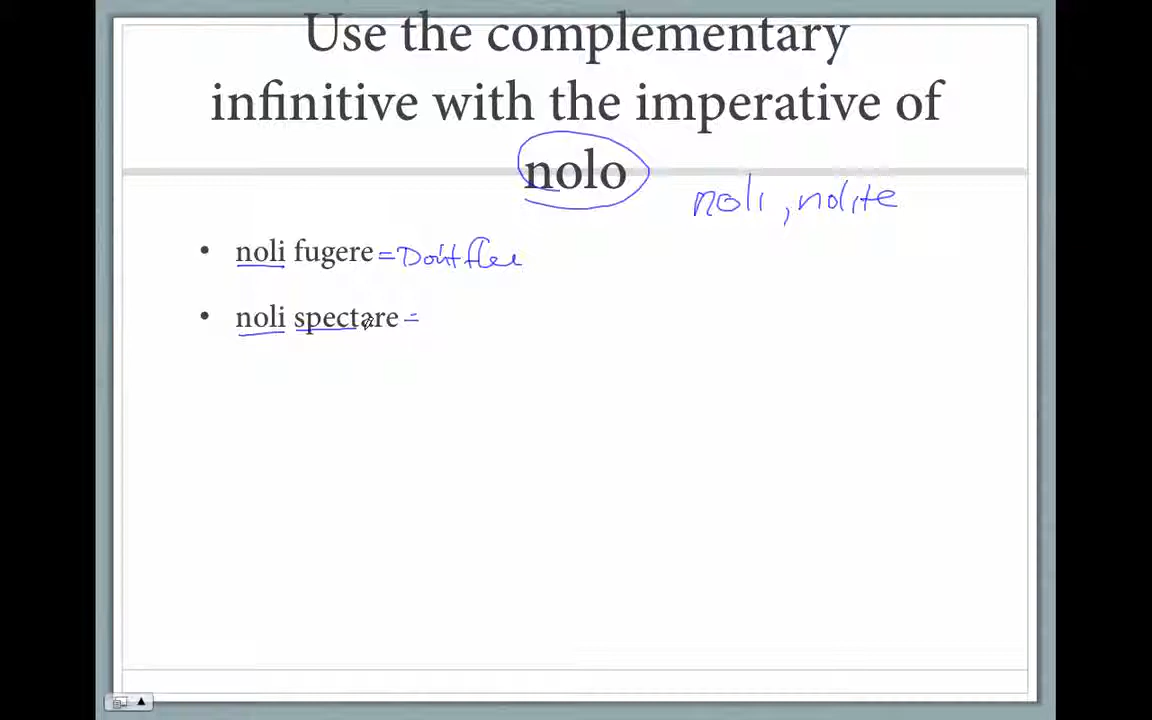 Use the complementary
infinitive with the imperative of
nolo
noli, nolite
• noli fugere = Don't flee
• noli spectare =